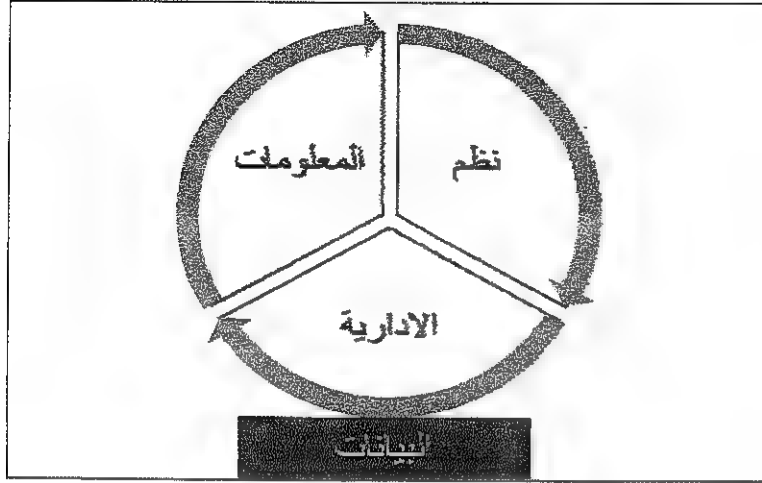 نظم
المعلومات
الادارية
البيانات